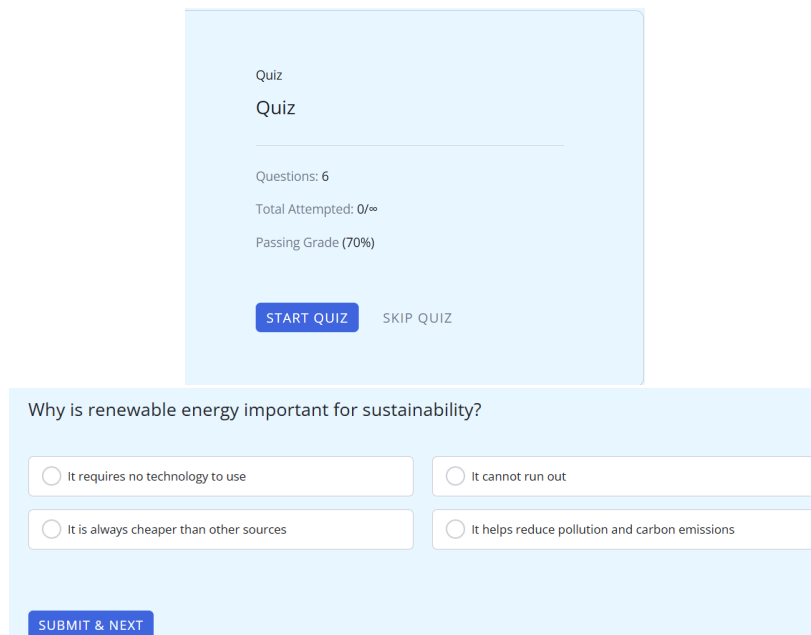 Quiz
Quiz
Questions: 6
Total Attempted: 0/∞
Passing Grade (70%)
START QUIZ SKIP QUIZ
Why is renewable energy important for sustainability?
It requires no technology to use
It cannot run out
It is always cheaper than other sources
It helps reduce pollution and carbon emissions
SUBMIT & NEXT